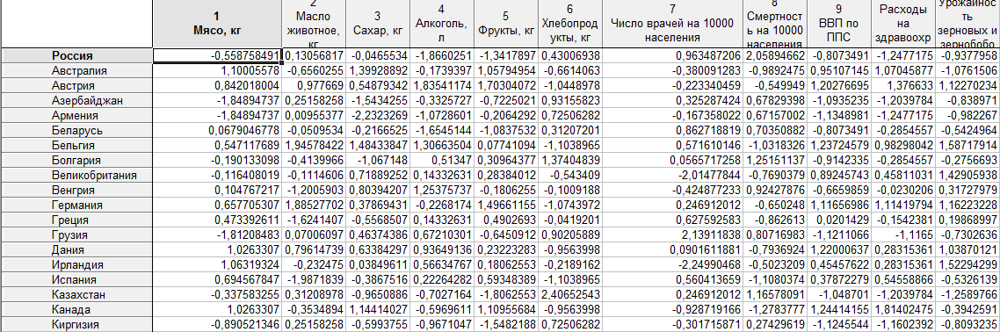 1 Мясо, кг 2 Масло животное, кг 3 Сахар, кг 4 Алкоголь, л 5 Фрукты, кг 6 Хлебопрод укты, кг 7 Число врачей на 10000 населения 8 Смертност ь на 10000 населения 9 ВВП по ППС Расходы на здравоохр Урожайнос ть зерновых и зернобобо
Россия -0,558758491 0,13056817 -0,0465534 -1,8660251 -1,3417897 0,43006938 0,963487206 2,05894662 -0,8073491 -1,2477175 -0,9377958
Австралия 1,10005578 -0,6560255 1,39928892 -0,1739397 1,05794954 -0,6614063 -0,380091283 -0,9892475 0,95107145 1,07045877 -1,0761506
Австрия 0,842018004 0,977669 0,54879342 1,83541174 1,70304072 -1,0448978 -0,223340459 -0,549949 1,20276695 1,376633 1,12270234
Азербайджан -1,84894737 0,25158258 -1,5434255 -0,3325727 -0,7225021 0,93155823 0,325287424 0,67829398 -1,0935235 -1,2039784 -0,838971
Армения -1,84894737 0,00955377 -2,2323269 -1,0728601 -0,2064292 0,72506282 -0,167358022 0,67157002 -1,1348981 -1,2477175 -0,982267
Беларусь 0,0679046778 -0,0509534 -0,2166525 -1,6545144 -1,0837532 0,31207201 0,862718819 0,70350882 -0,8073491 -0,2854557 -0,5424964
Бельгия 0,547117689 1,94578422 1,48433847 1,30663504 0,07741094 -1,1038965 0,571610146 -1,0318326 1,23724579 0,98298042 1,58717914
Болгария -0,190133098 -0,4139966 -1,067148 0,51347 0,30964377 1,37404839 0,0565717258 1,25151137 -0,9142335 -0,2854557 -0,2756693
Великобритания -0,116408019 -0,1114606 0,71889252 0,14332631 0,28384012 -0,543409 -2,01477844 -0,7690379 0,89245743 0,45811031 1,42905938
Венгрия 0,104767217 -1,2005903 0,80394207 1,25375737 -0,1806255 -0,1009188 -0,424877233 0,92427876 -0,6659859 -0,0230206 0,31727979
Германия 0,657705307 1,88527702 0,37869431 -0,2268174 1,49661155 -1,0743972 0,246912012 -0,650248 1,11656986 1,11419794 1,16223228
Греция 0,473392611 -1,6241407 -0,5568507 0,14332631 0,4902693 -0,0419201 0,627592583 -0,862613 0,0201429 -0,1542381 0,19868997
Грузия -1,81208483 0,07006097 0,46374386 0,67210301 -0,6450912 0,90205889 2,13911838 0,80716983 -1,1211066 -1,1165 -0,7302636
Дания 1,0263307 0,79614739 0,63384297 0,93649136 0,23223283 -0,9563998 0,0901611881 -0,7936924 1,22000637 0,28315361 1,03870121
Ирландия 1,06319324 -0,232475 0,03849611 0,56634767 0,18062553 -0,2189162 -2,24990468 -0,5023209 0,45457622 0,28315361 1,52294299
Испания 0,694567847 -1,9871839 -0,3867516 0,22264282 0,59348389 -1,1038965 0,560413659 -1,1080374 0,37872279 0,54558866 -0,5326139
Казахстан -0,337583255 0,31208978 -0,9650886 -0,7027164 -1,8062553 2,40652543 0,246912012 1,16578091 -1,048701 -1,2039784 -1,2589766
Канада 1,0263307 -0,3534894 1,14414027 -0,5969611 1,10955684 -0,9563998 -0,928719166 -1,2783777 1,24414155 1,81402475 -0,3942591
Киргизия -0,890521346 0,25158258 -0,5993755 -0,9671047 -1,5482188 0,72506282 -0,301715871 0,27429619 -1,1245544 -1,1602392 -0,8093235